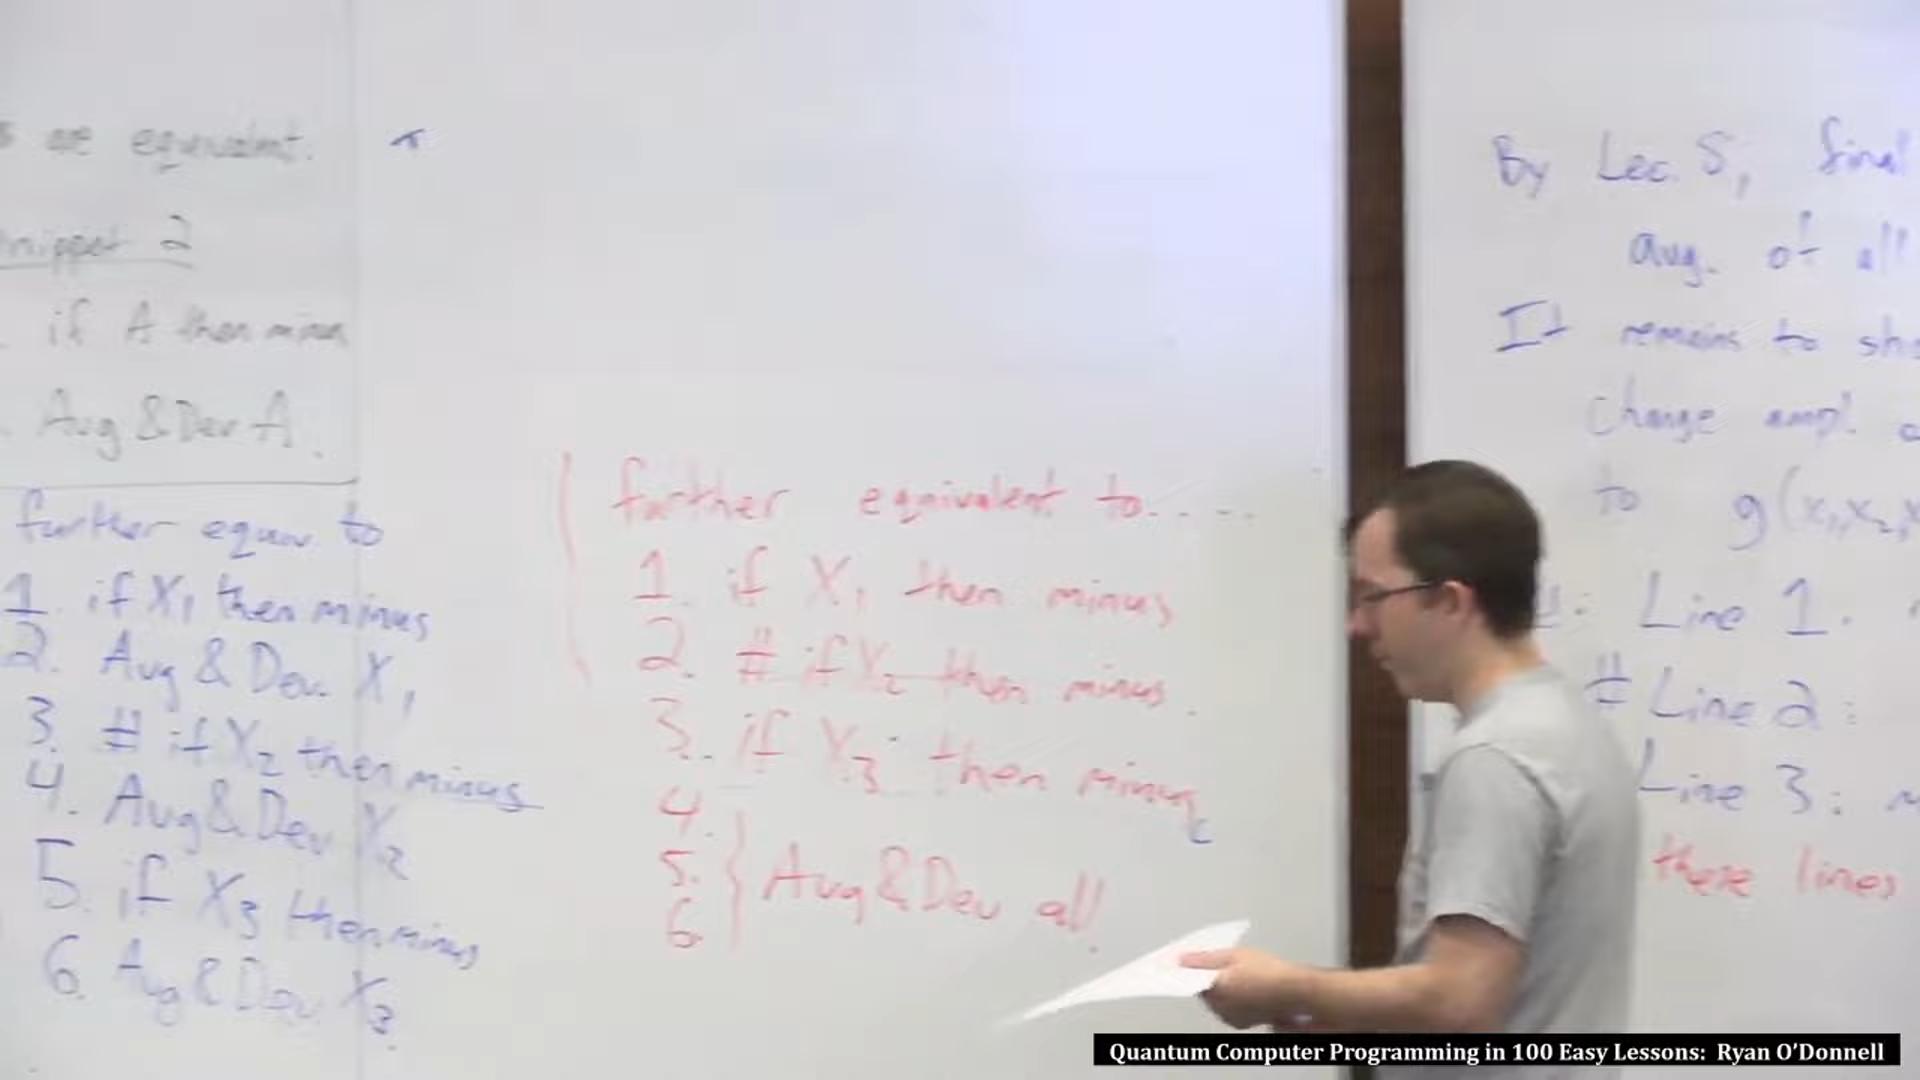 are equivalent.
nippet 2
if A then minus
Avg & Dev A.
further equiv. to
1. if X₁ then minus
2. Avg & Dev. X₁
3. # if X₂ then minus
4. Avg & Dev X₂
5. if X₃ then minus
6. Avg & Dev X₃.
further equivalent to.....
1. if X₁ then minus
2. # if X₂ then minus.
3. if X₃ then minus
4.
5.
6.
Avg & Dev all.
By Lec. 5, final
avg. of all
It remains to sho
change ampl.
to g(x₁,x₂,x
Line 1.
# Line 2:
Line 3:
these lines
Quantum Computer Programming in 100 Easy Lessons: Ryan O'Donnell